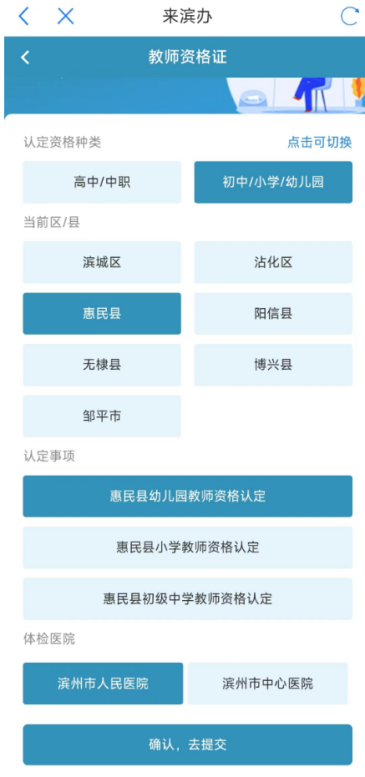 来滨办
教师资格证
认定资格种类 点击可切换
高中/中职 初中/小学/幼儿园
当前区/县
滨城区 沾化区
惠民县 阳信县
无棣县 博兴县
邹平市
认定事项
惠民县幼儿园教师资格认定
惠民县小学教师资格认定
惠民县初级中学教师资格认定
体检医院
滨州市人民医院 滨州市中心医院
确认，去提交